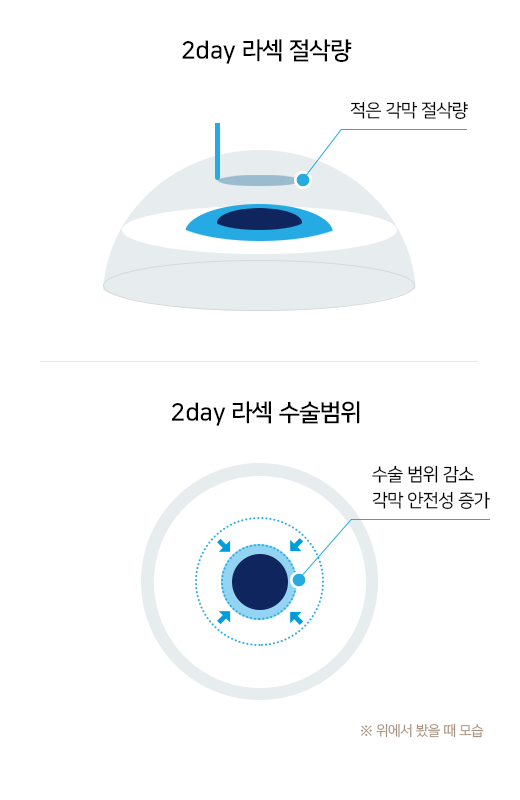 2day 라섹 절삭량
적은 각막 절삭량
2day 라섹 수술범위
수술 범위 감소
각막 안전성 증가
※ 위에서 봤을 때 모습